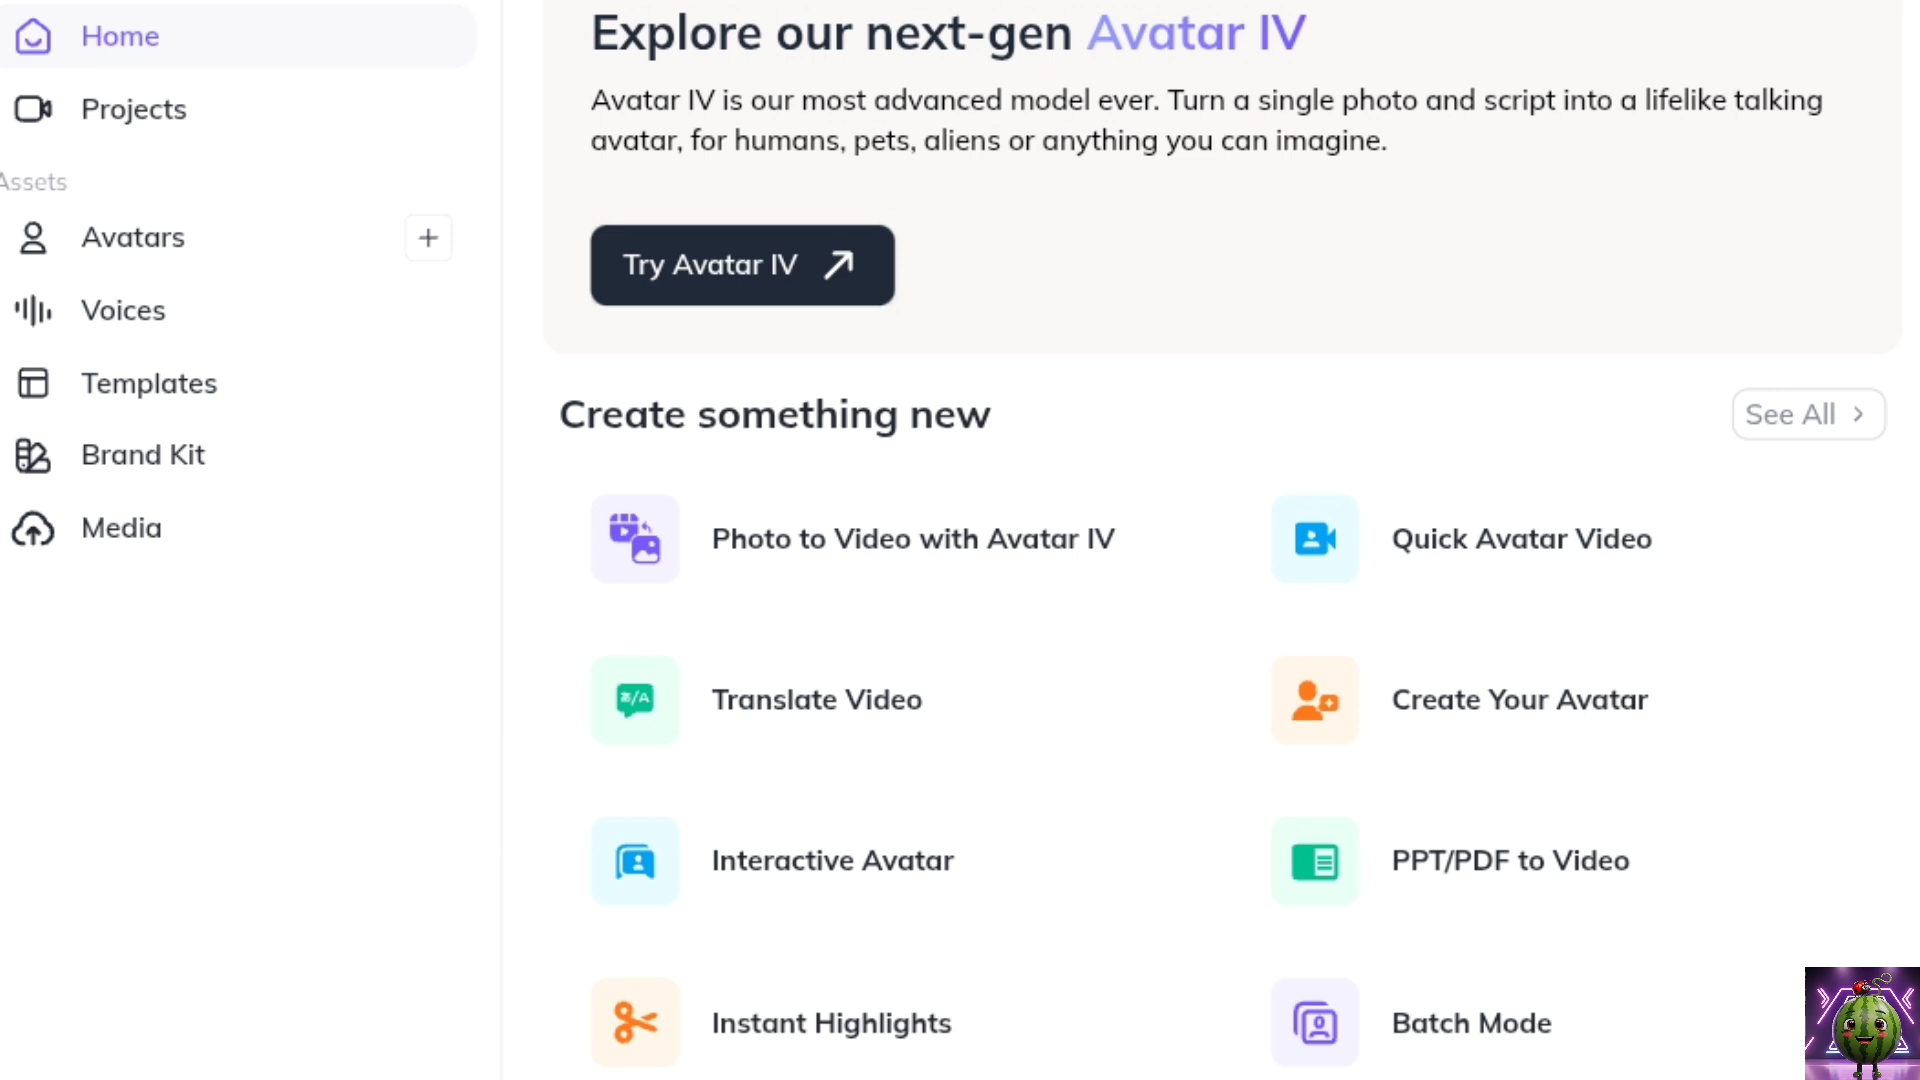 Home
Projects
Assets
Avatars
Voices
Templates
Brand Kit
Media
Explore our next-gen Avatar IV
Avatar IV is our most advanced model ever. Turn a single photo and script into a lifelike talking
avatar, for humans, pets, aliens or anything you can imagine.
Try Avatar IV
Create something new
See All
Photo to Video with Avatar IV
Quick Avatar Video
Translate Video
Create Your Avatar
Interactive Avatar
PPT/PDF to Video
Instant Highlights
Batch Mode